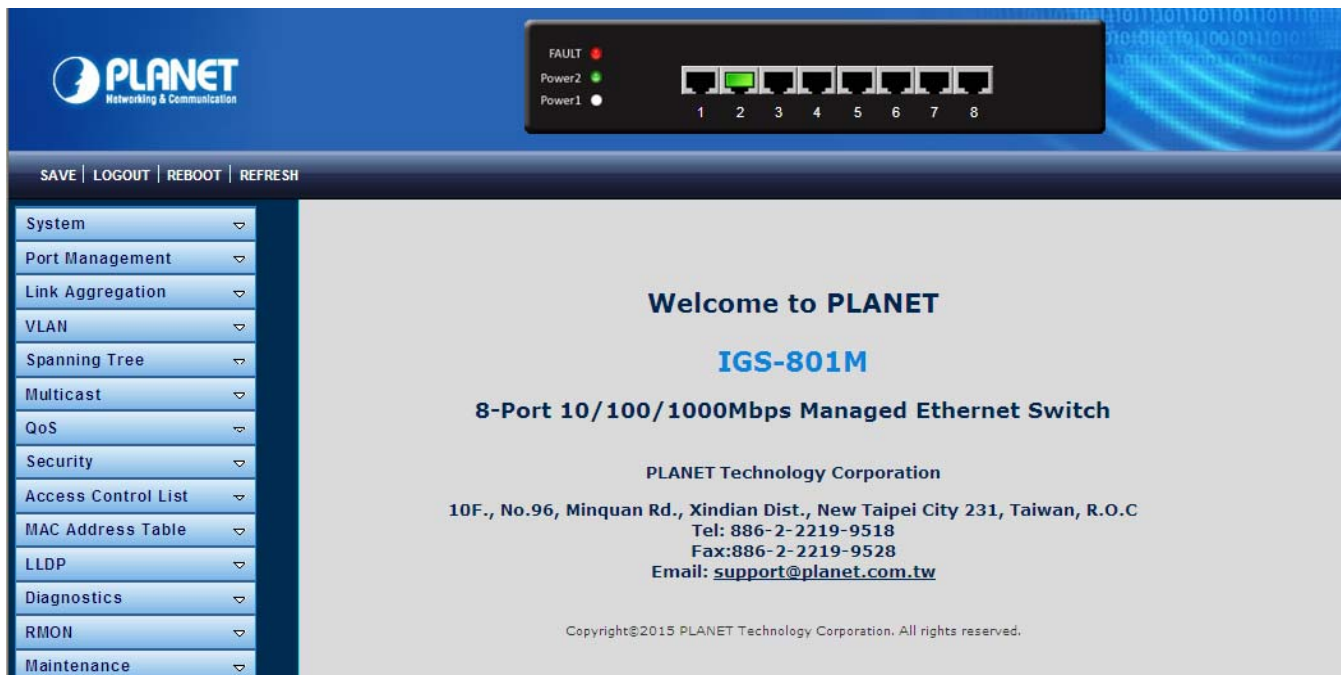 PLANET
Networking & Communication
FAULT
Power2
Power1
1 2 3 4 5 6 7 8
SAVE | LOGOUT | REBOOT | REFRESH
System
Port Management
Link Aggregation
VLAN
Spanning Tree
Multicast
QoS
Security
Access Control List
MAC Address Table
LLDP
Diagnostics
RMON
Maintenance
Welcome to PLANET
IGS-801M
8-Port 10/100/1000Mbps Managed Ethernet Switch
PLANET Technology Corporation
10F., No.96, Minquan Rd., Xindian Dist., New Taipei City 231, Taiwan, R.O.C
Tel: 886-2-2219-9518
Fax:886-2-2219-9528
Email: support@planet.com.tw
Copyright©2015 PLANET Technology Corporation. All rights reserved.